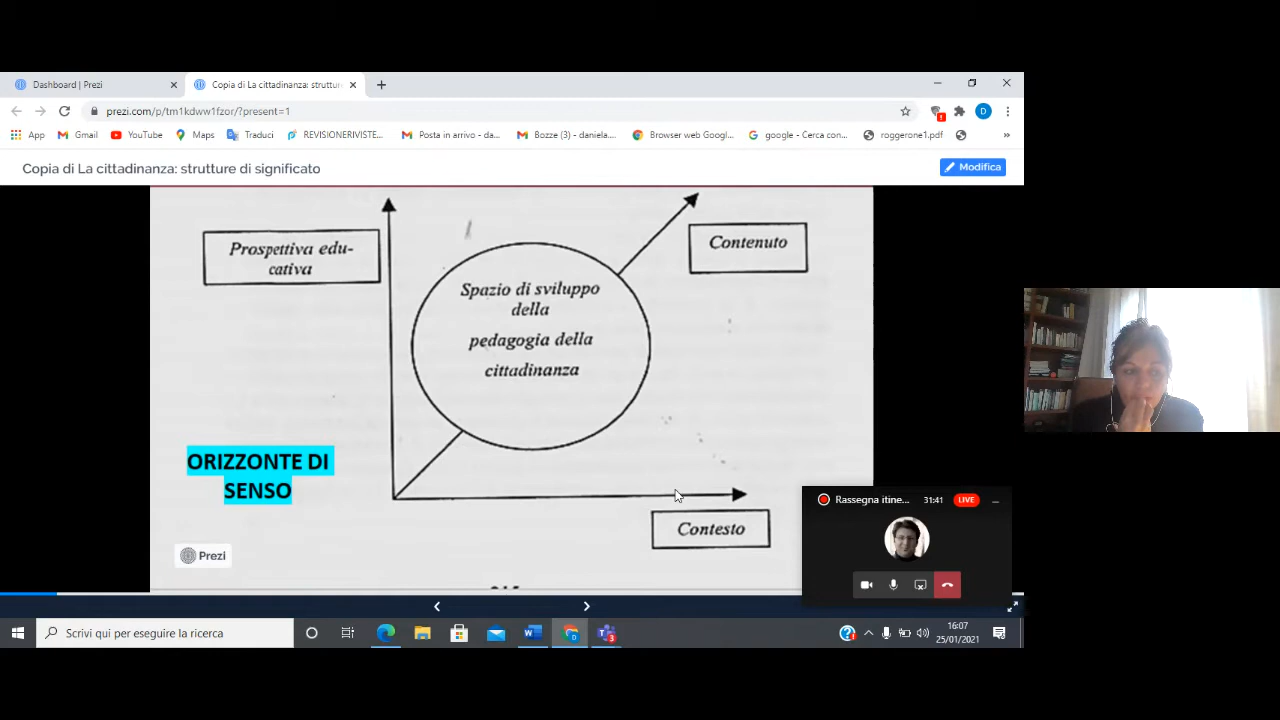 Dashboard | Prezi
Copia di La cittadinanza: struttur
prezi.com/p/tm1kdww1fzor/?present=1
D
App
Gmail
YouTube
Maps
Traduci
REVISIONERIVISTE...
Posta in arrivo - da...
Bozze (3) - daniela....
Browser web Googl...
google - Cerca con...
roggerone1.pdf
»
Copia di La cittadinanza: strutture di significato
Modifica
Prospettiva edu-
cativa
Contenuto
Spazio di sviluppo
della
pedagogia della
cittadinanza
ORIZZONTE DI
SENSO
Contesto
Prezi
Rassegna itine...
31:41
LIVE
Scrivi qui per eseguire la ricerca
3
16:07
25/01/2021